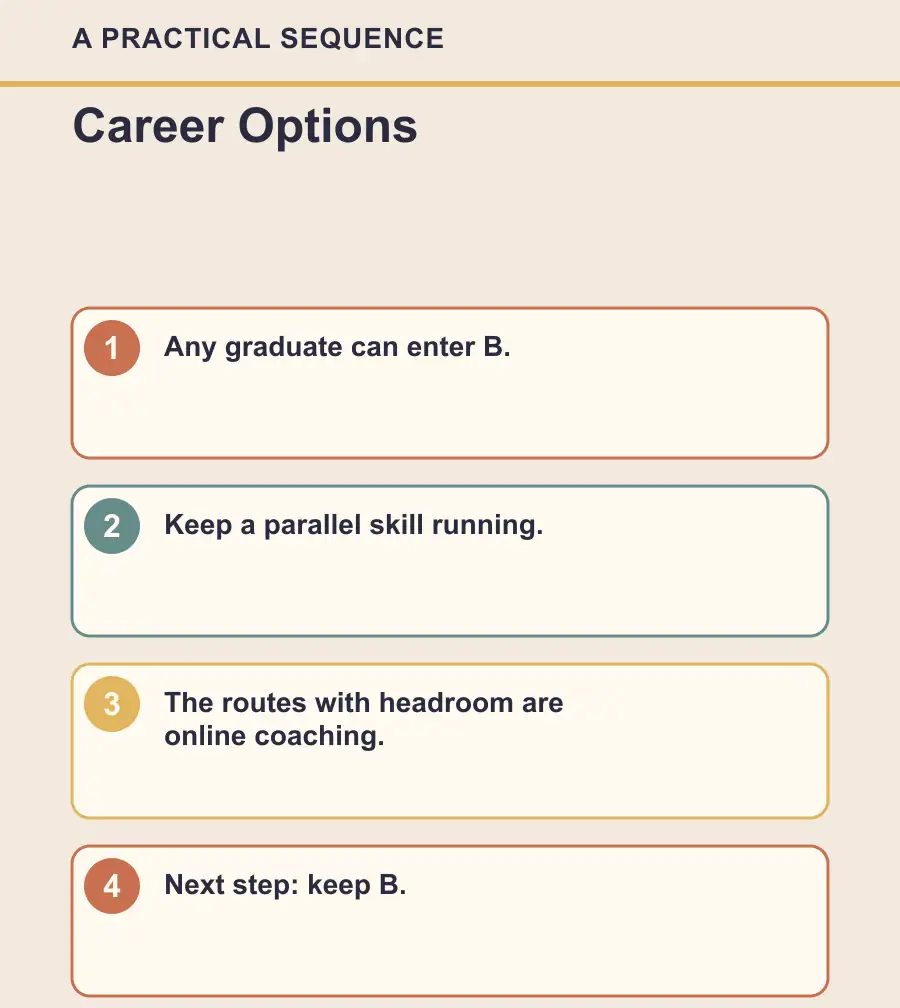 A PRACTICAL SEQUENCE
Career Options
1
Any graduate can enter B.
2
Keep a parallel skill running.
3
The routes with headroom are
online coaching.
4
Next step: keep B.